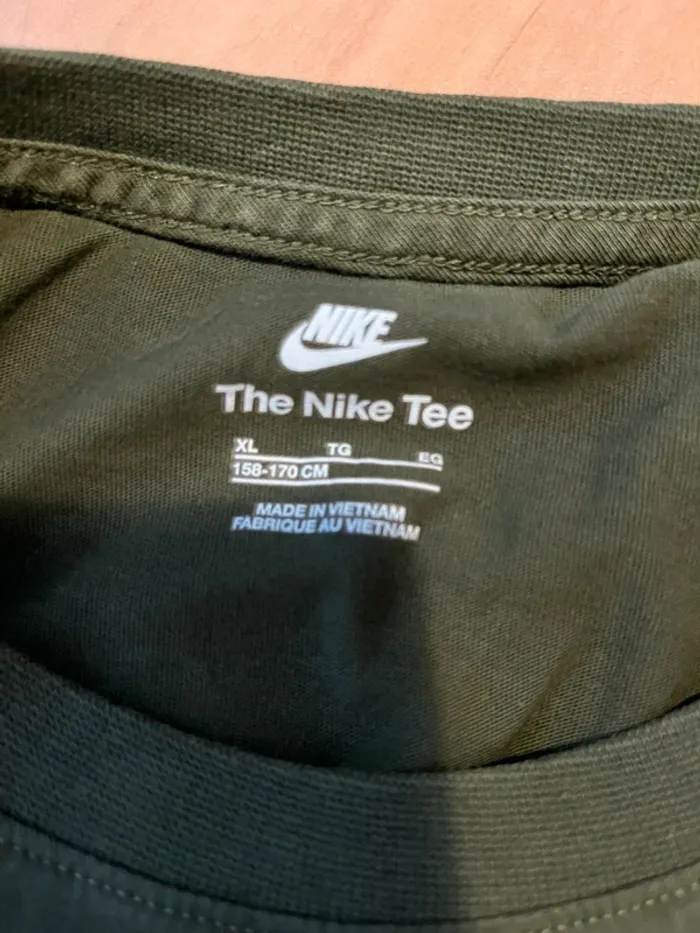 NIKE
The Nike Tee
XL TG EG
158-170 CM
MADE IN VIETNAM
FABRIQUE AU VIETNAM